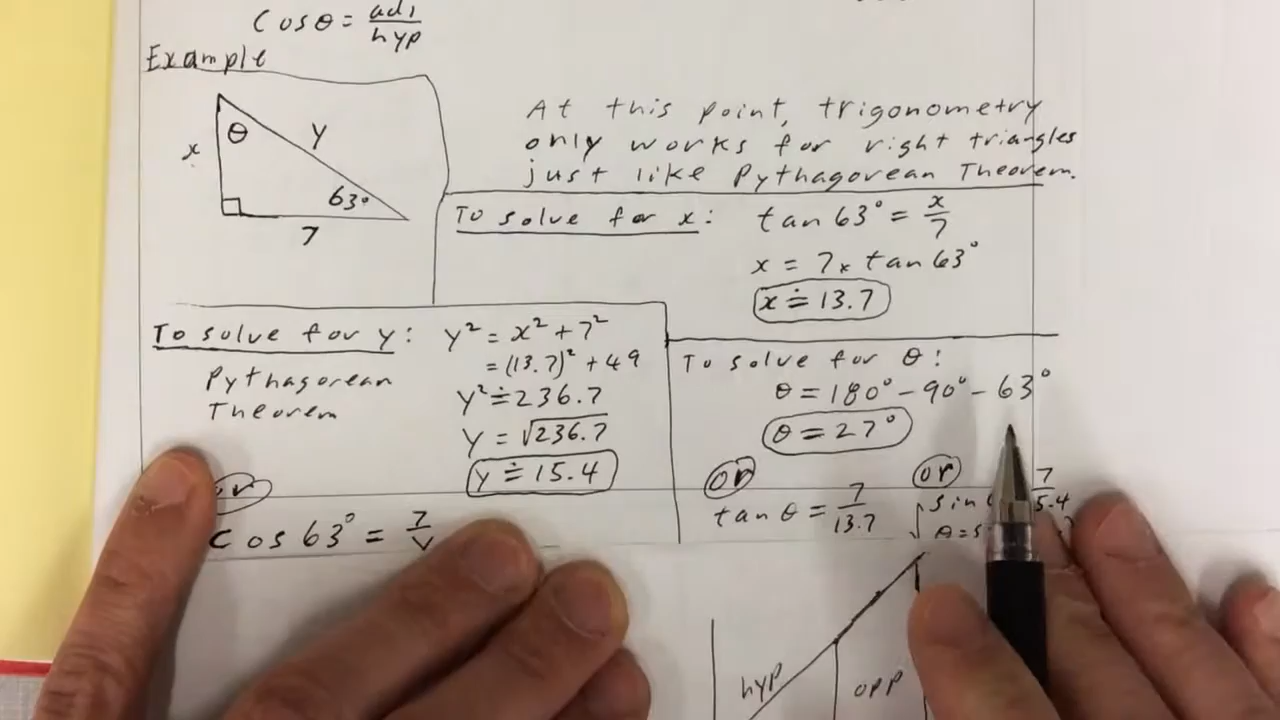 Cosθ = adj/hyp
Example
θ
y
x
63°
7
At this point, trigonometry
only works for right triangles
just like Pythagorean Theorem.
To solve for x: tan 63° = x/7
x = 7 × tan 63°
x ≐ 13.7
To solve for y: y² = x² + 7²
Pythagorean = (13.7)² + 49
Theorem y² ≐ 236.7
y = √236.7
y ≐ 15.4
or
Cos 63° = 7/y
To solve for θ:
θ = 180° - 90° - 63°
θ = 27°
or
tan θ = 7/13.7
or
sin
θ = s
hyp
opp